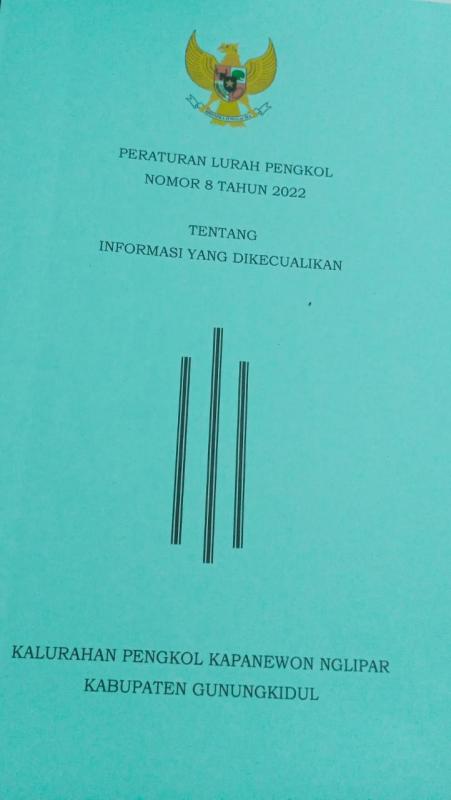 PERATURAN LURAH PENGKOL
NOMOR 8 TAHUN 2022
TENTANG
INFORMASI YANG DIKECUALIKAN
KALURAHAN PENGKOL KAPANEWON NGLIPAR
KABUPATEN GUNUNGKIDUL